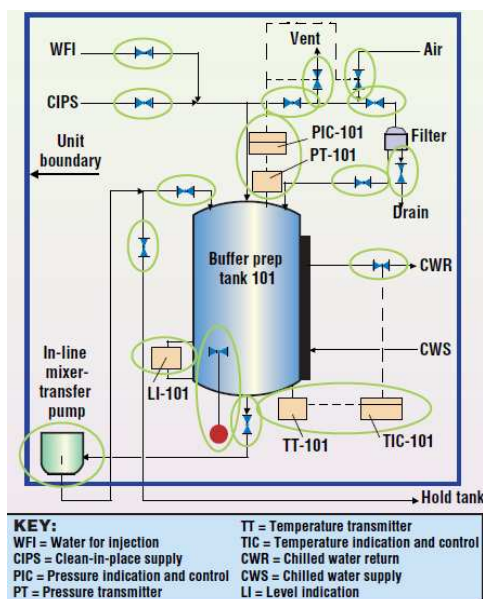 Vent
WFI
Air
CIPS
PIC-101
Filter
Unit
boundary
PT-101
Drain
Buffer prep
tank 101
CWR
In-line
mixer-
transfer
pump
LI-101
CWS
TT-101
TIC-101
Hold tank
KEY:
WFI = Water for injection
CIPS = Clean-in-place supply
PIC = Pressure indication and control
PT = Pressure transmitter
TT = Temperature transmitter
TIC = Temperature indication and control
CWR = Chilled water return
CWS = Chilled water supply
LI = Level indication